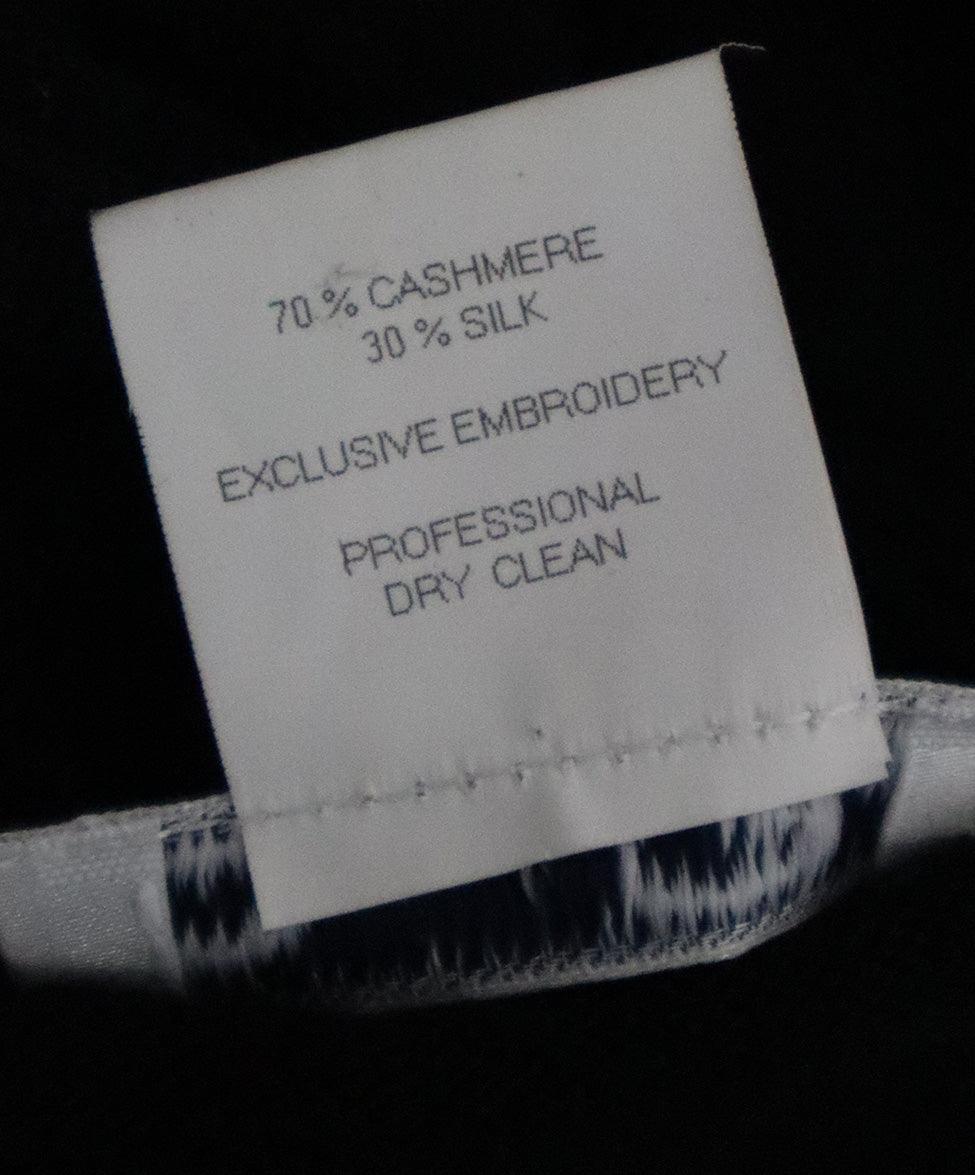 70 % CASHMERE
30 % SILK
EXCLUSIVE EMBROIDERY
PROFESSIONAL
DRY CLEAN